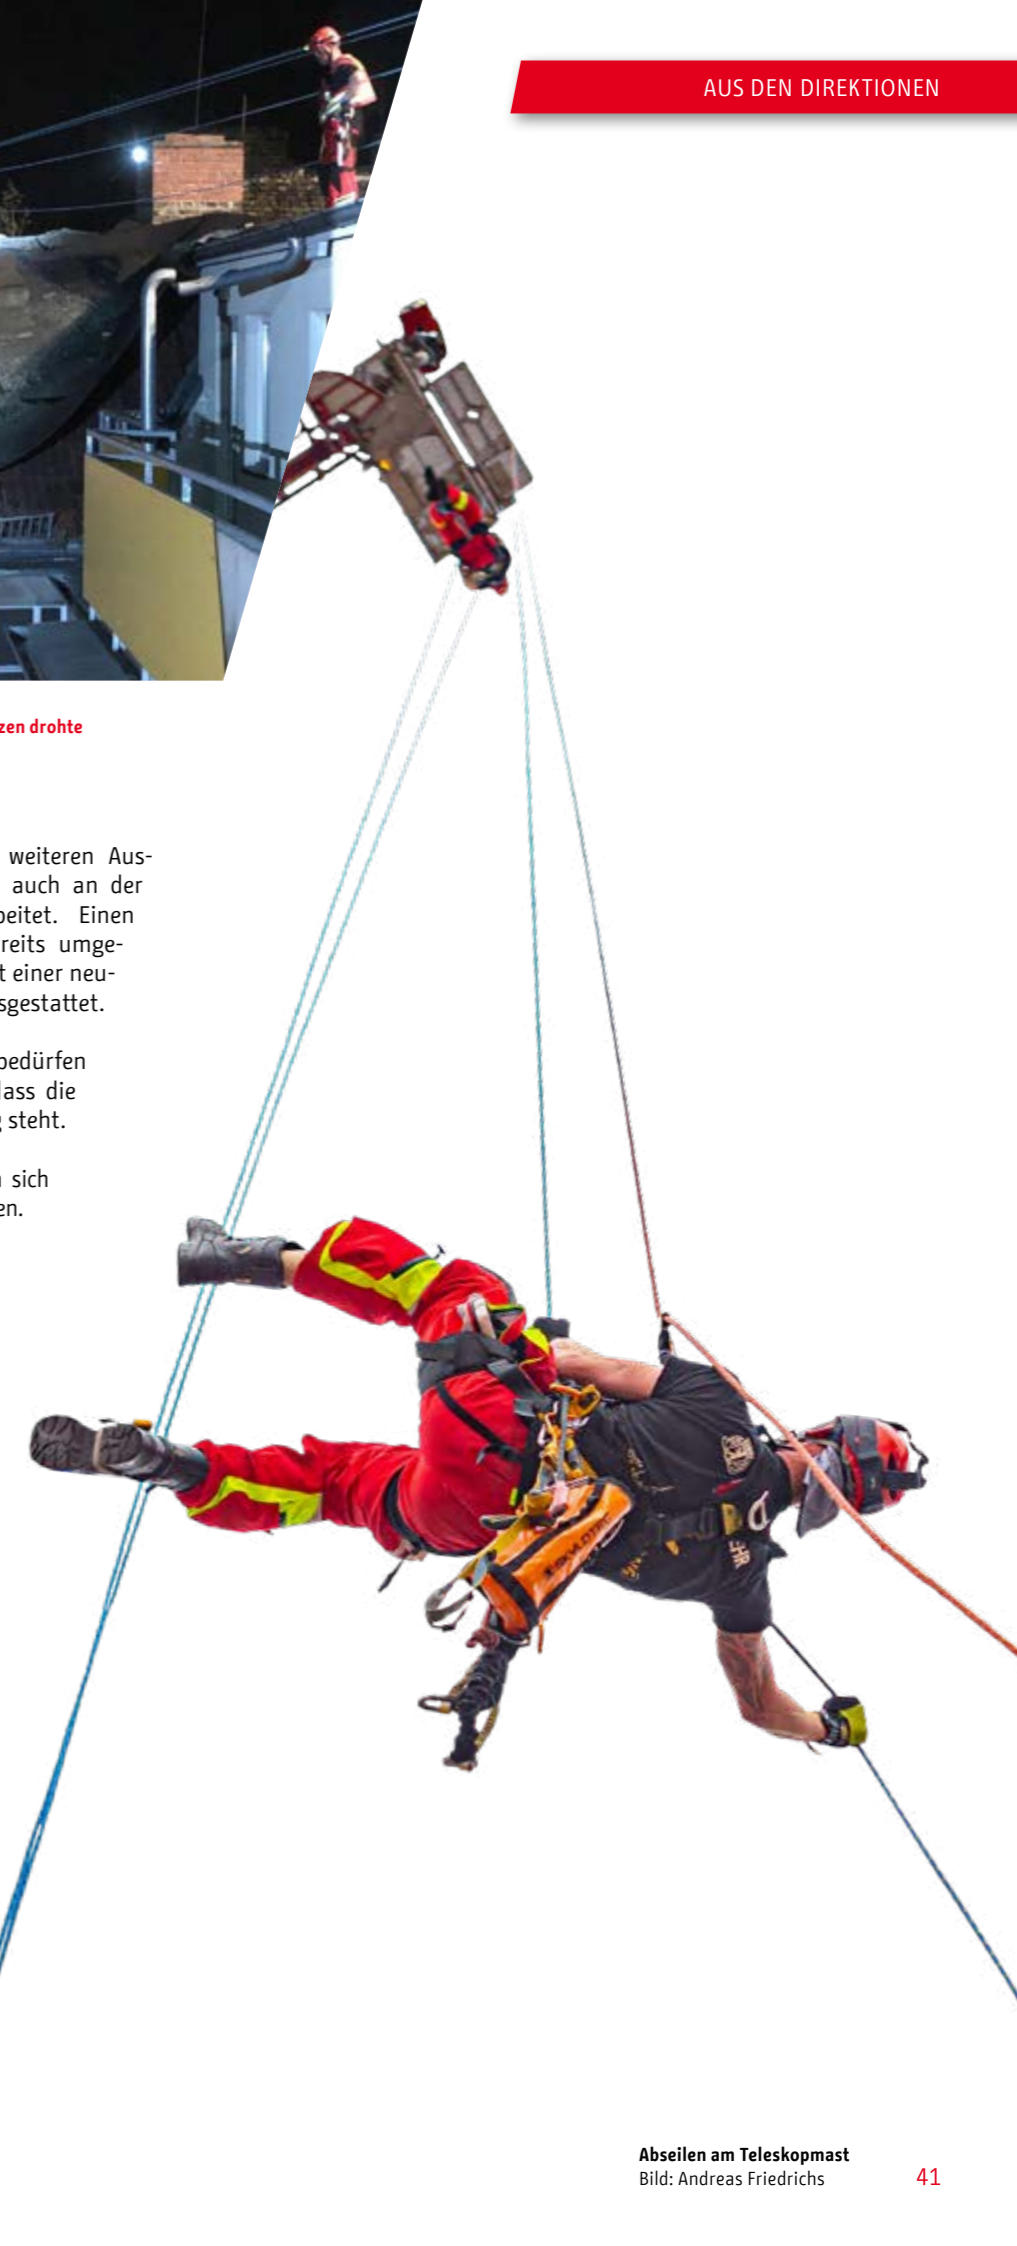 AUS DEN DIREKTIONEN
zen drohte
weiteren Aus-
auch an der
beitet. Einen
reits umge-
t einer neu-
sgestattet.
bedürfen
lass die
g steht.
sich
en.
Abseilen am Teleskopmast
Bild: Andreas Friedrichs
41